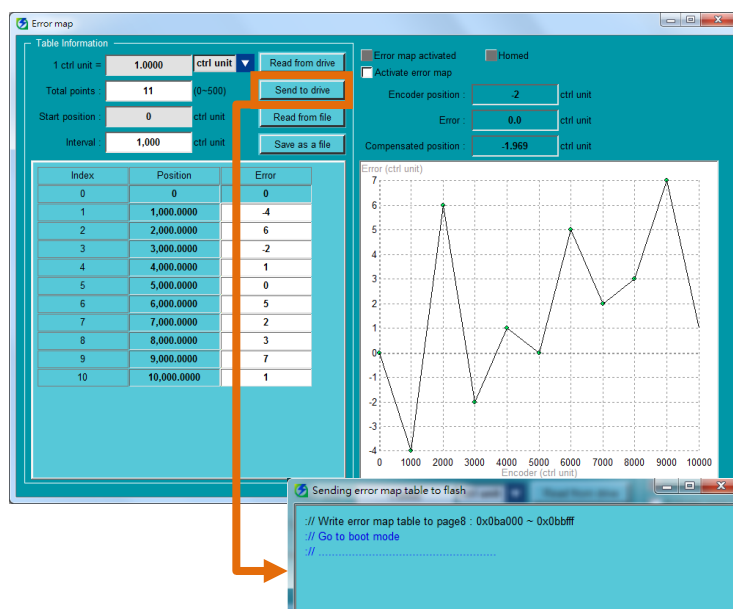 Error map
Table Information
1 ctrl unit = 1.0000 ctrl unit Read from drive
Total points : 11 (0~500) Send to drive
Start position : 0 ctrl unit Read from file
Interval : 1,000 ctrl unit Save as a file
Index Position Error
0 0 0
1 1,000.0000 -4
2 2,000.0000 6
3 3,000.0000 -2
4 4,000.0000 1
5 5,000.0000 0
6 6,000.0000 5
7 7,000.0000 2
8 8,000.0000 3
9 9,000.0000 7
10 10,000.0000 1
Error map activated Homed
Activate error map
Encoder position : -2 ctrl unit
Error : 0.0 ctrl unit
Compensated position : -1.969 ctrl unit
Error (ctrl unit)
7
6
5
4
3
2
1
0
-1
-2
-3
-4
0 1000 2000 3000 4000 5000 6000 7000 8000 9000 10000
Encoder (ctrl unit)
Sending error map table to flash
:// Write error map table to page8 : 0x0ba000 ~ 0x0bbfff
:// Go to boot mode
:// ......................................................